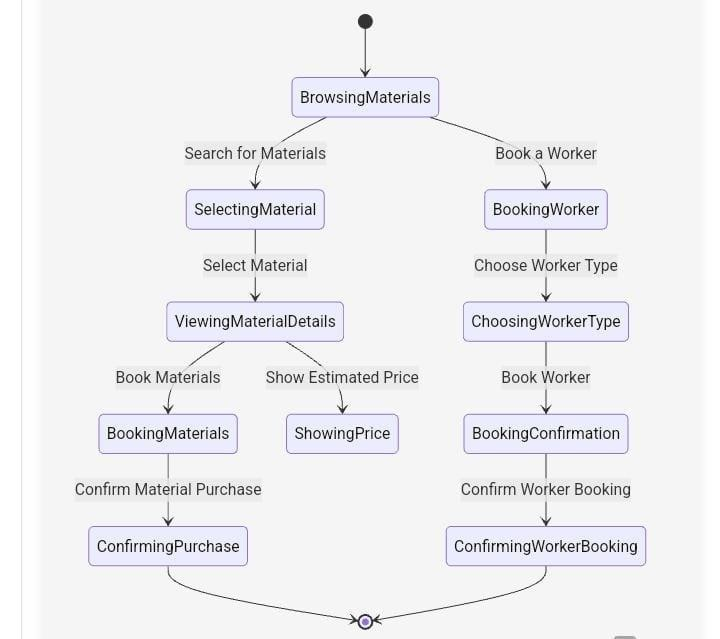 BrowsingMaterials
Search for Materials
Book a Worker
SelectingMaterial
BookingWorker
Select Material
Choose Worker Type
ViewingMaterialDetails
ChoosingWorkerType
Book Materials
Show Estimated Price
Book Worker
BookingMaterials
ShowingPrice
BookingConfirmation
Confirm Material Purchase
Confirm Worker Booking
ConfirmingPurchase
ConfirmingWorkerBooking